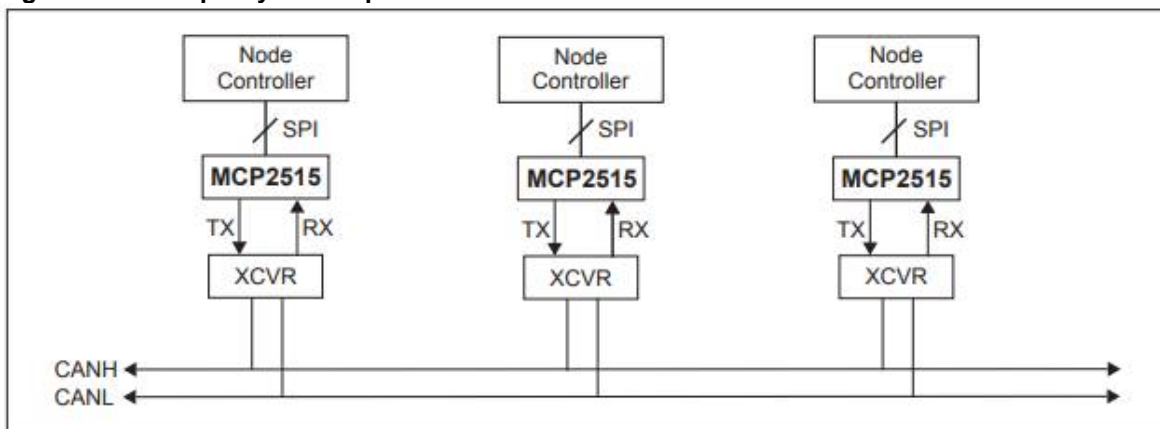 Node
Controller
Node
Controller
Node
Controller
SPI
SPI
SPI
MCP2515
MCP2515
MCP2515
TX
RX
TX
RX
TX
RX
XCVR
XCVR
XCVR
CANH
CANL